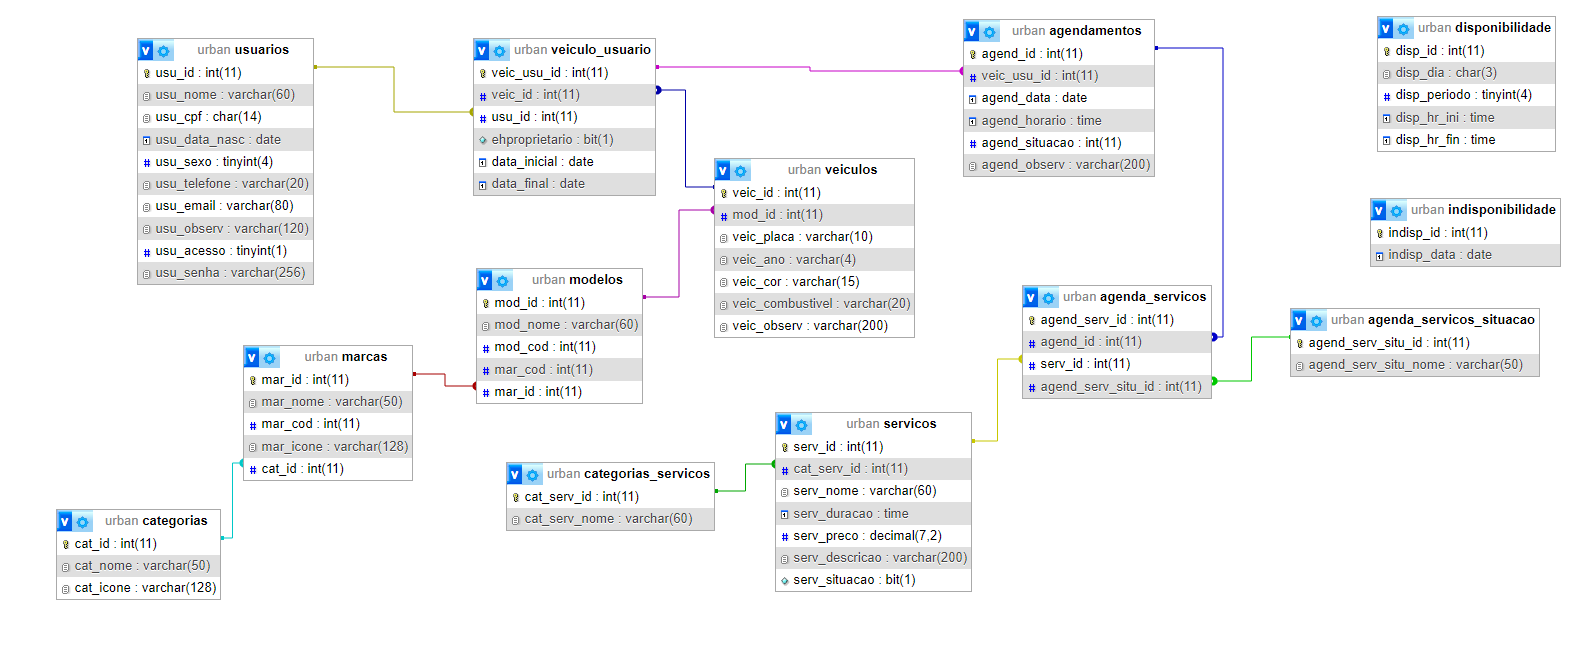 urban usuarios
usu_id : int(11)
usu_nome : varchar(60)
usu_cpf : char(14)
usu_data_nasc : date
usu_sexo : tinyint(4)
usu_telefone : varchar(20)
usu_email : varchar(80)
usu_observ : varchar(120)
usu_acesso : tinyint(1)
usu_senha : varchar(256)
urban veiculo_usuario
veic_usu_id : int(11)
veic_id : int(11)
usu_id : int(11)
ehproprietario : bit(1)
data_inicial : date
data_final : date
urban agendamentos
agend_id : int(11)
veic_usu_id : int(11)
agend_data : date
agend_horario : time
agend_situacao : int(11)
agend_observ : varchar(200)
urban disponibilidade
disp_id : int(11)
disp_dia : char(3)
disp_periodo : tinyint(4)
disp_hr_ini : time
disp_hr_fin : time
urban veiculos
veic_id : int(11)
mod_id : int(11)
veic_placa : varchar(10)
veic_ano : varchar(4)
veic_cor : varchar(15)
veic_combustivel : varchar(20)
veic_observ : varchar(200)
urban indisponibilidade
indisp_id : int(11)
indisp_data : date
urban modelos
mod_id : int(11)
mod_nome : varchar(60)
mod_cod : int(11)
mar_cod : int(11)
mar_id : int(11)
urban agenda_servicos
agend_serv_id : int(11)
agend_id : int(11)
serv_id : int(11)
agend_serv_situ_id : int(11)
urban agenda_servicos_situacao
agend_serv_situ_id : int(11)
agend_serv_situ_nome : varchar(50)
urban marcas
mar_id : int(11)
mar_nome : varchar(50)
mar_cod : int(11)
mar_icone : varchar(128)
cat_id : int(11)
urban servicos
serv_id : int(11)
cat_serv_id : int(11)
serv_nome : varchar(60)
serv_duracao : time
serv_preco : decimal(7,2)
serv_descricao : varchar(200)
serv_situacao : bit(1)
urban categorias_servicos
cat_serv_id : int(11)
cat_serv_nome : varchar(60)
urban categorias
cat_id : int(11)
cat_nome : varchar(50)
cat_icone : varchar(128)